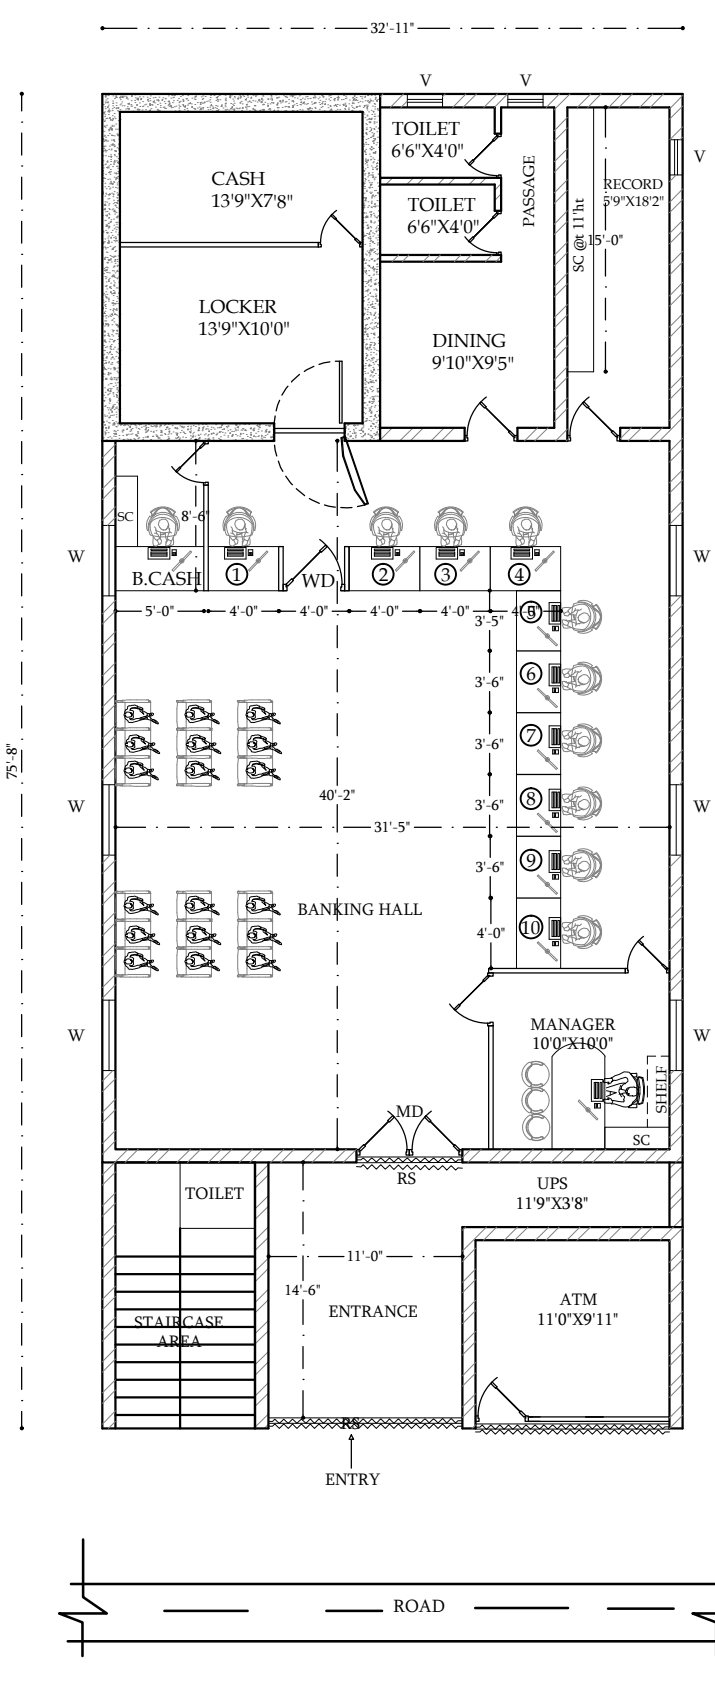 32'-11"
V
V
TOILET
6'6"X4'0"
PASSAGE
V
CASH
13'9"X7'8"
RECORD
5'9"X18'2"
TOILET
6'6"X4'0"
SC @t 11'ht
15'-0"
LOCKER
13'9"X10'0"
DINING
9'10"X9'5"
SC
8'-6"
W
B.CASH
1
WD
2
3
4
W
5'-0"
4'-0"
4'-0"
4'-0"
4'-0"
4'-0"
5
3'-5"
6
3'-6"
7
3'-6"
75'-8"
40'-2"
8
3'-6"
W
W
31'-5"
9
3'-6"
BANKING HALL
10
4'-0"
W
MANAGER
10'0"X10'0"
W
SHELF
MD
SC
RS
UPS
11'9"X3'8"
TOILET
11'-0"
14'-6"
ENTRANCE
ATM
11'0"X9'11"
STAIRCASE
AREA
RS
ENTRY
ROAD